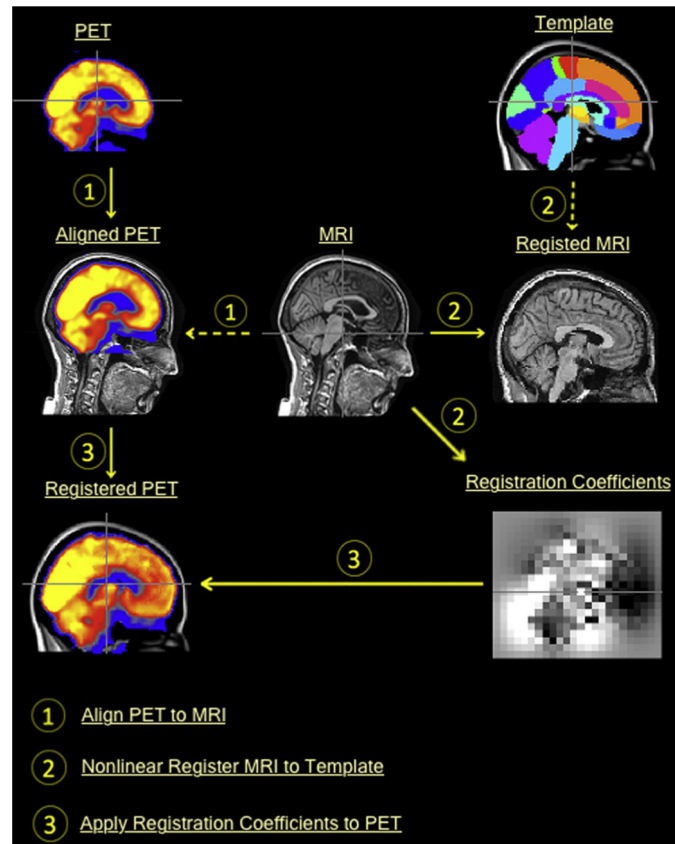 PET
Template
1
2
Aligned PET
MRI
Registed MRI
1
2
2
3
Registered PET
Registration Coefficients
3
1 Align PET to MRI
2 Nonlinear Register MRI to Template
3 Apply Registration Coefficients to PET